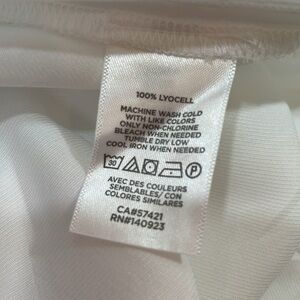 100% LYOCELL
MACHINE WASH COLD
WITH LIKE COLORS
ONLY NON-CHLORINE
BLEACH WHEN NEEDED
TUMBLE DRY LOW
COOL IRON WHEN NEEDED
30 P
AVEC DES COULEURS
SEMBLABLES/ CON
COLORES SIMILARES
CA#57421
RN#140923